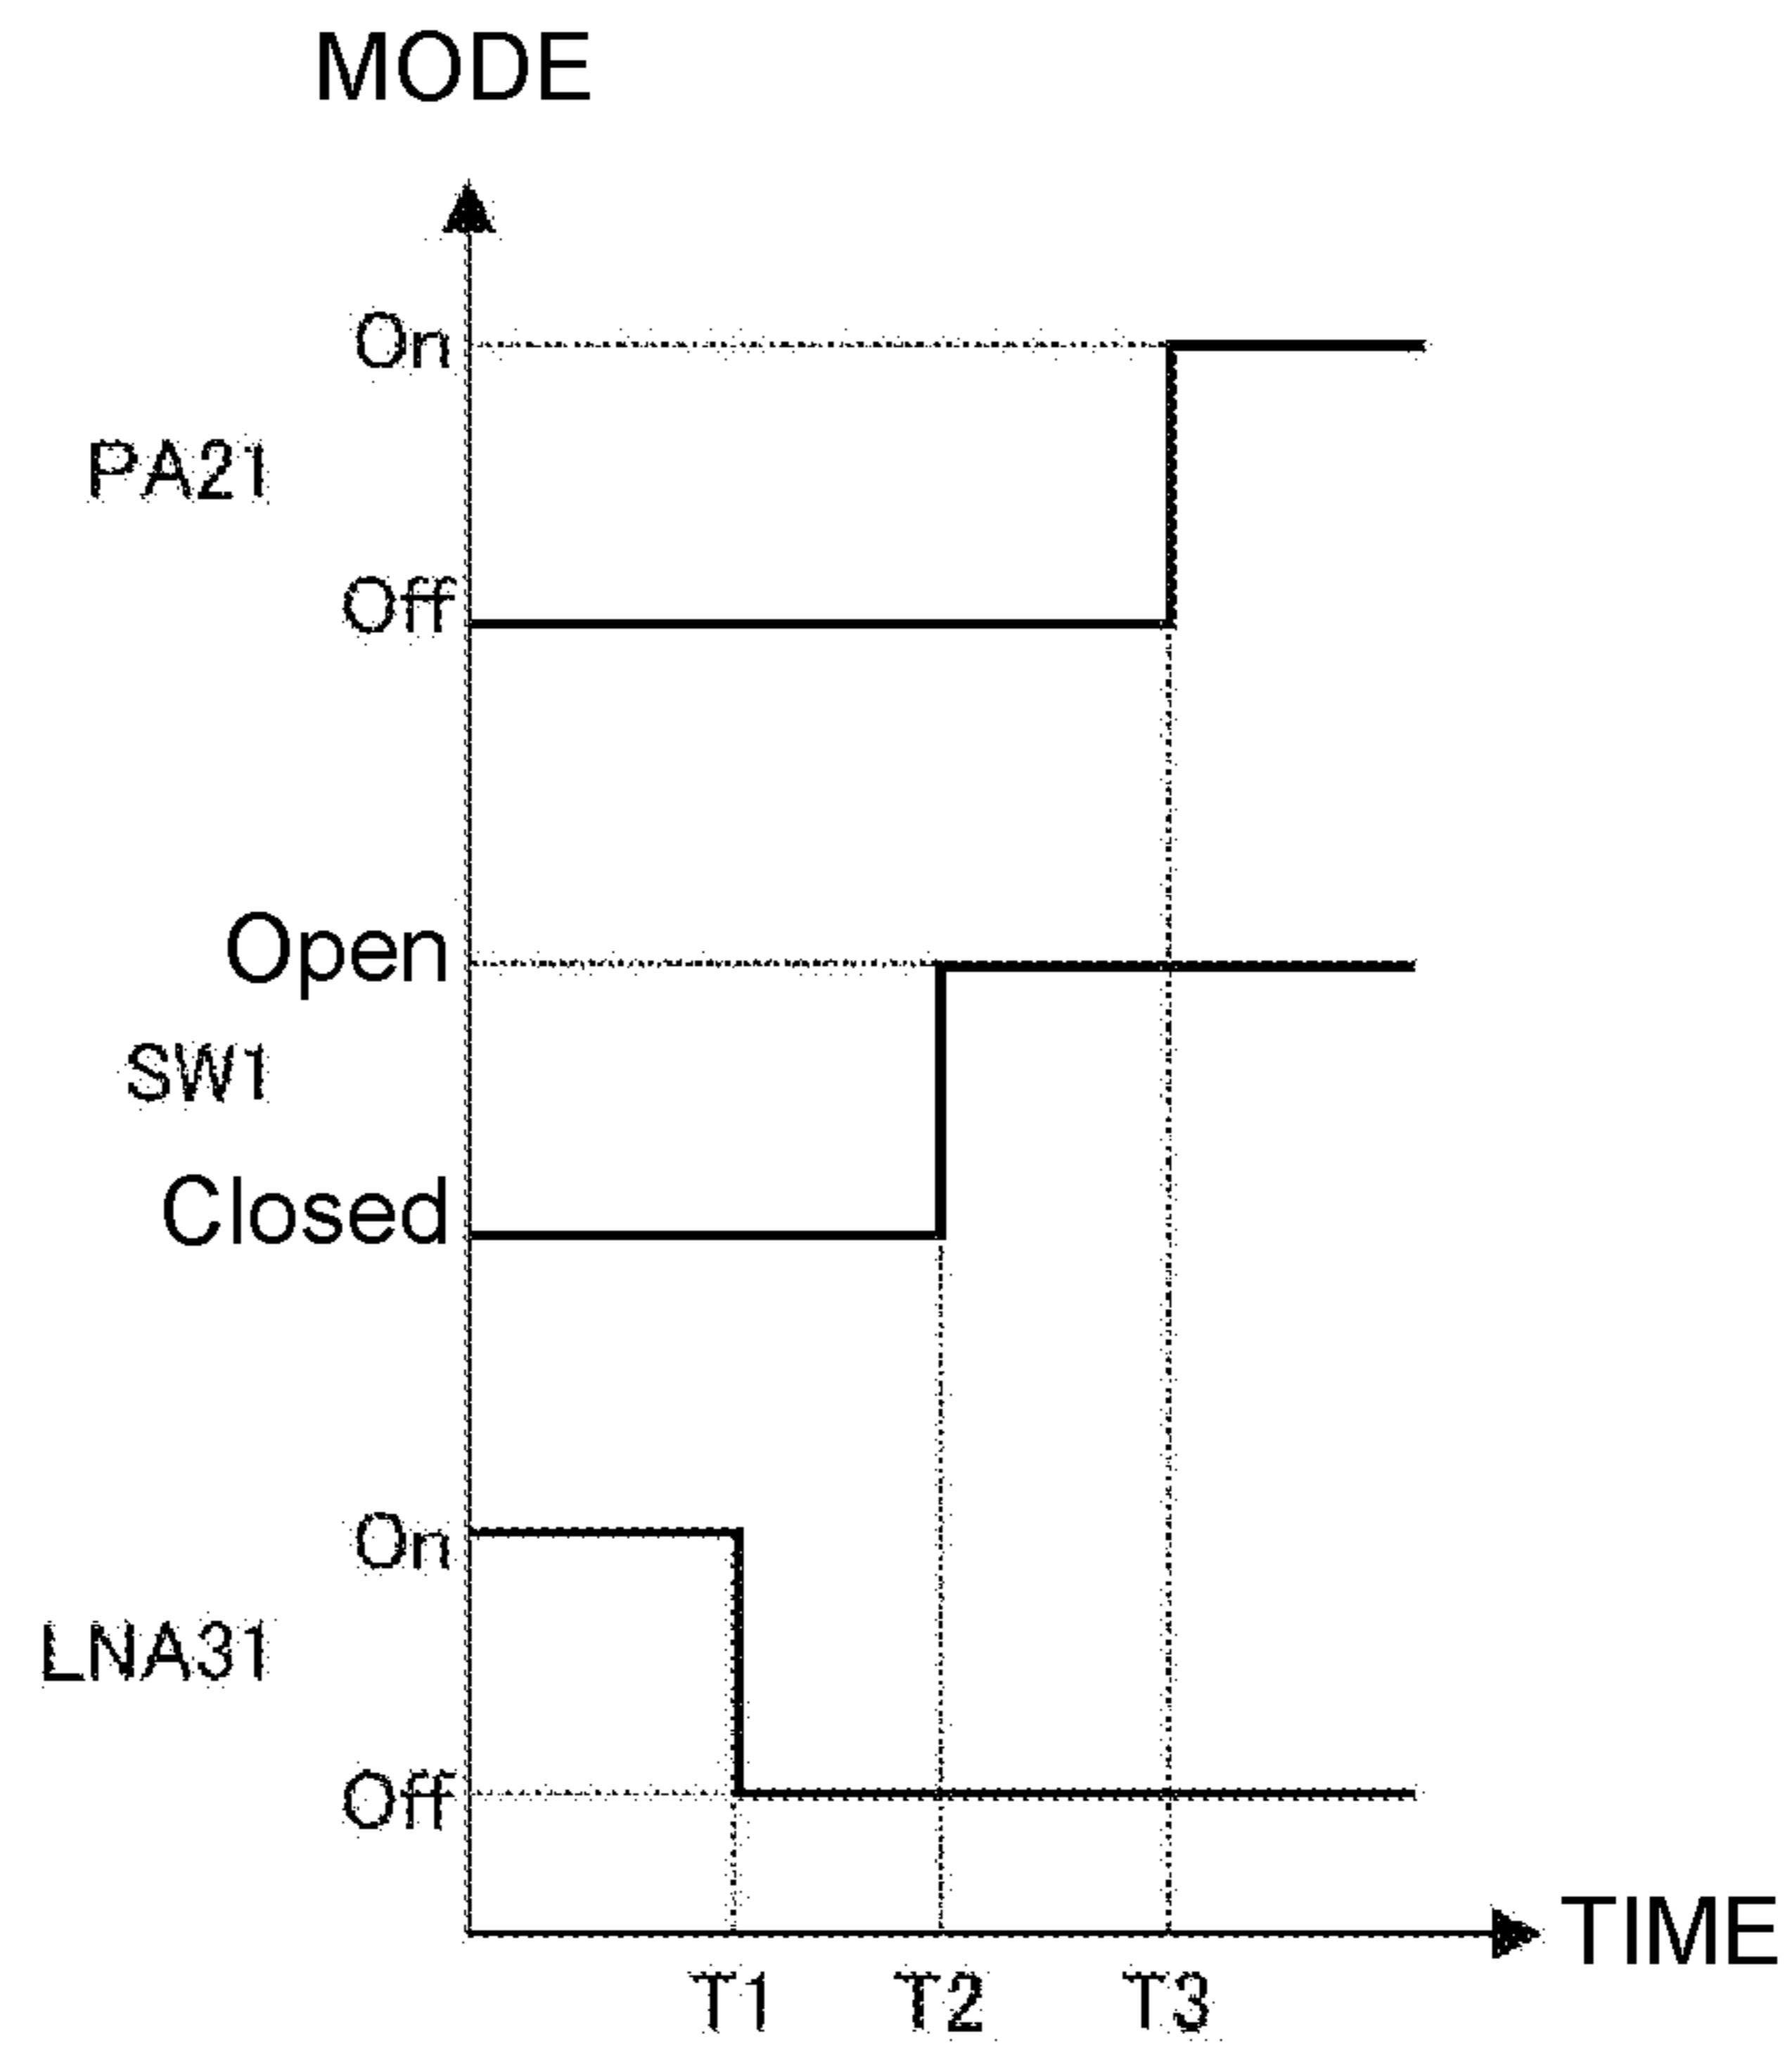 MODE
On
PA21
Off
Open
SW1
Closed
On
LNA31
Off
TIME
T1 T2 T3